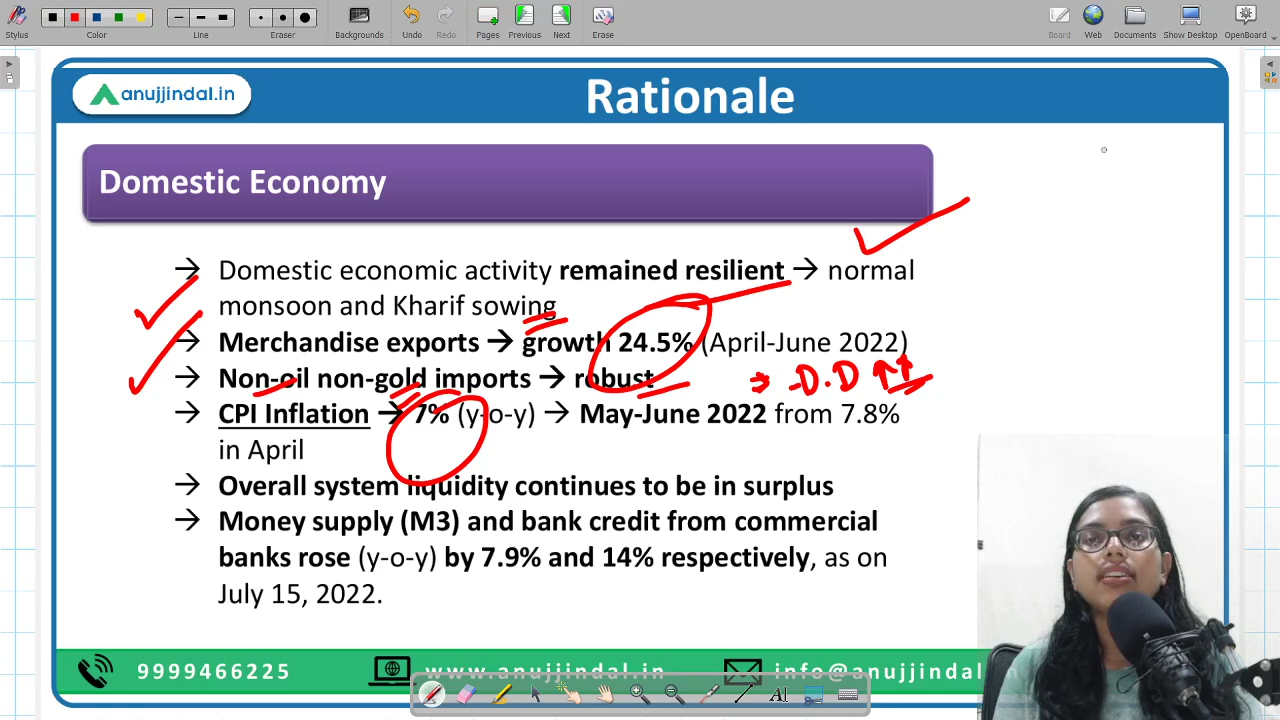 Stylus Color Line Eraser Backgrounds Undo Redo Pages Previous Next Erase Board Web Documents Show Desktop OpenBoard
anujjindal.in
Rationale
Domestic Economy
→ Domestic economic activity remained resilient → normal
monsoon and Kharif sowing
→ Merchandise exports → growth 24.5% (April-June 2022)
→ Non-oil non-gold imports → robust → D.D ↑↑
→ CPI Inflation → 7% (y-o-y) → May-June 2022 from 7.8%
in April
→ Overall system liquidity continues to be in surplus
→ Money supply (M3) and bank credit from commercial
banks rose (y-o-y) by 7.9% and 14% respectively, as on
July 15, 2022.
9999466225 www.anujjindal.in info@anujjindal.in